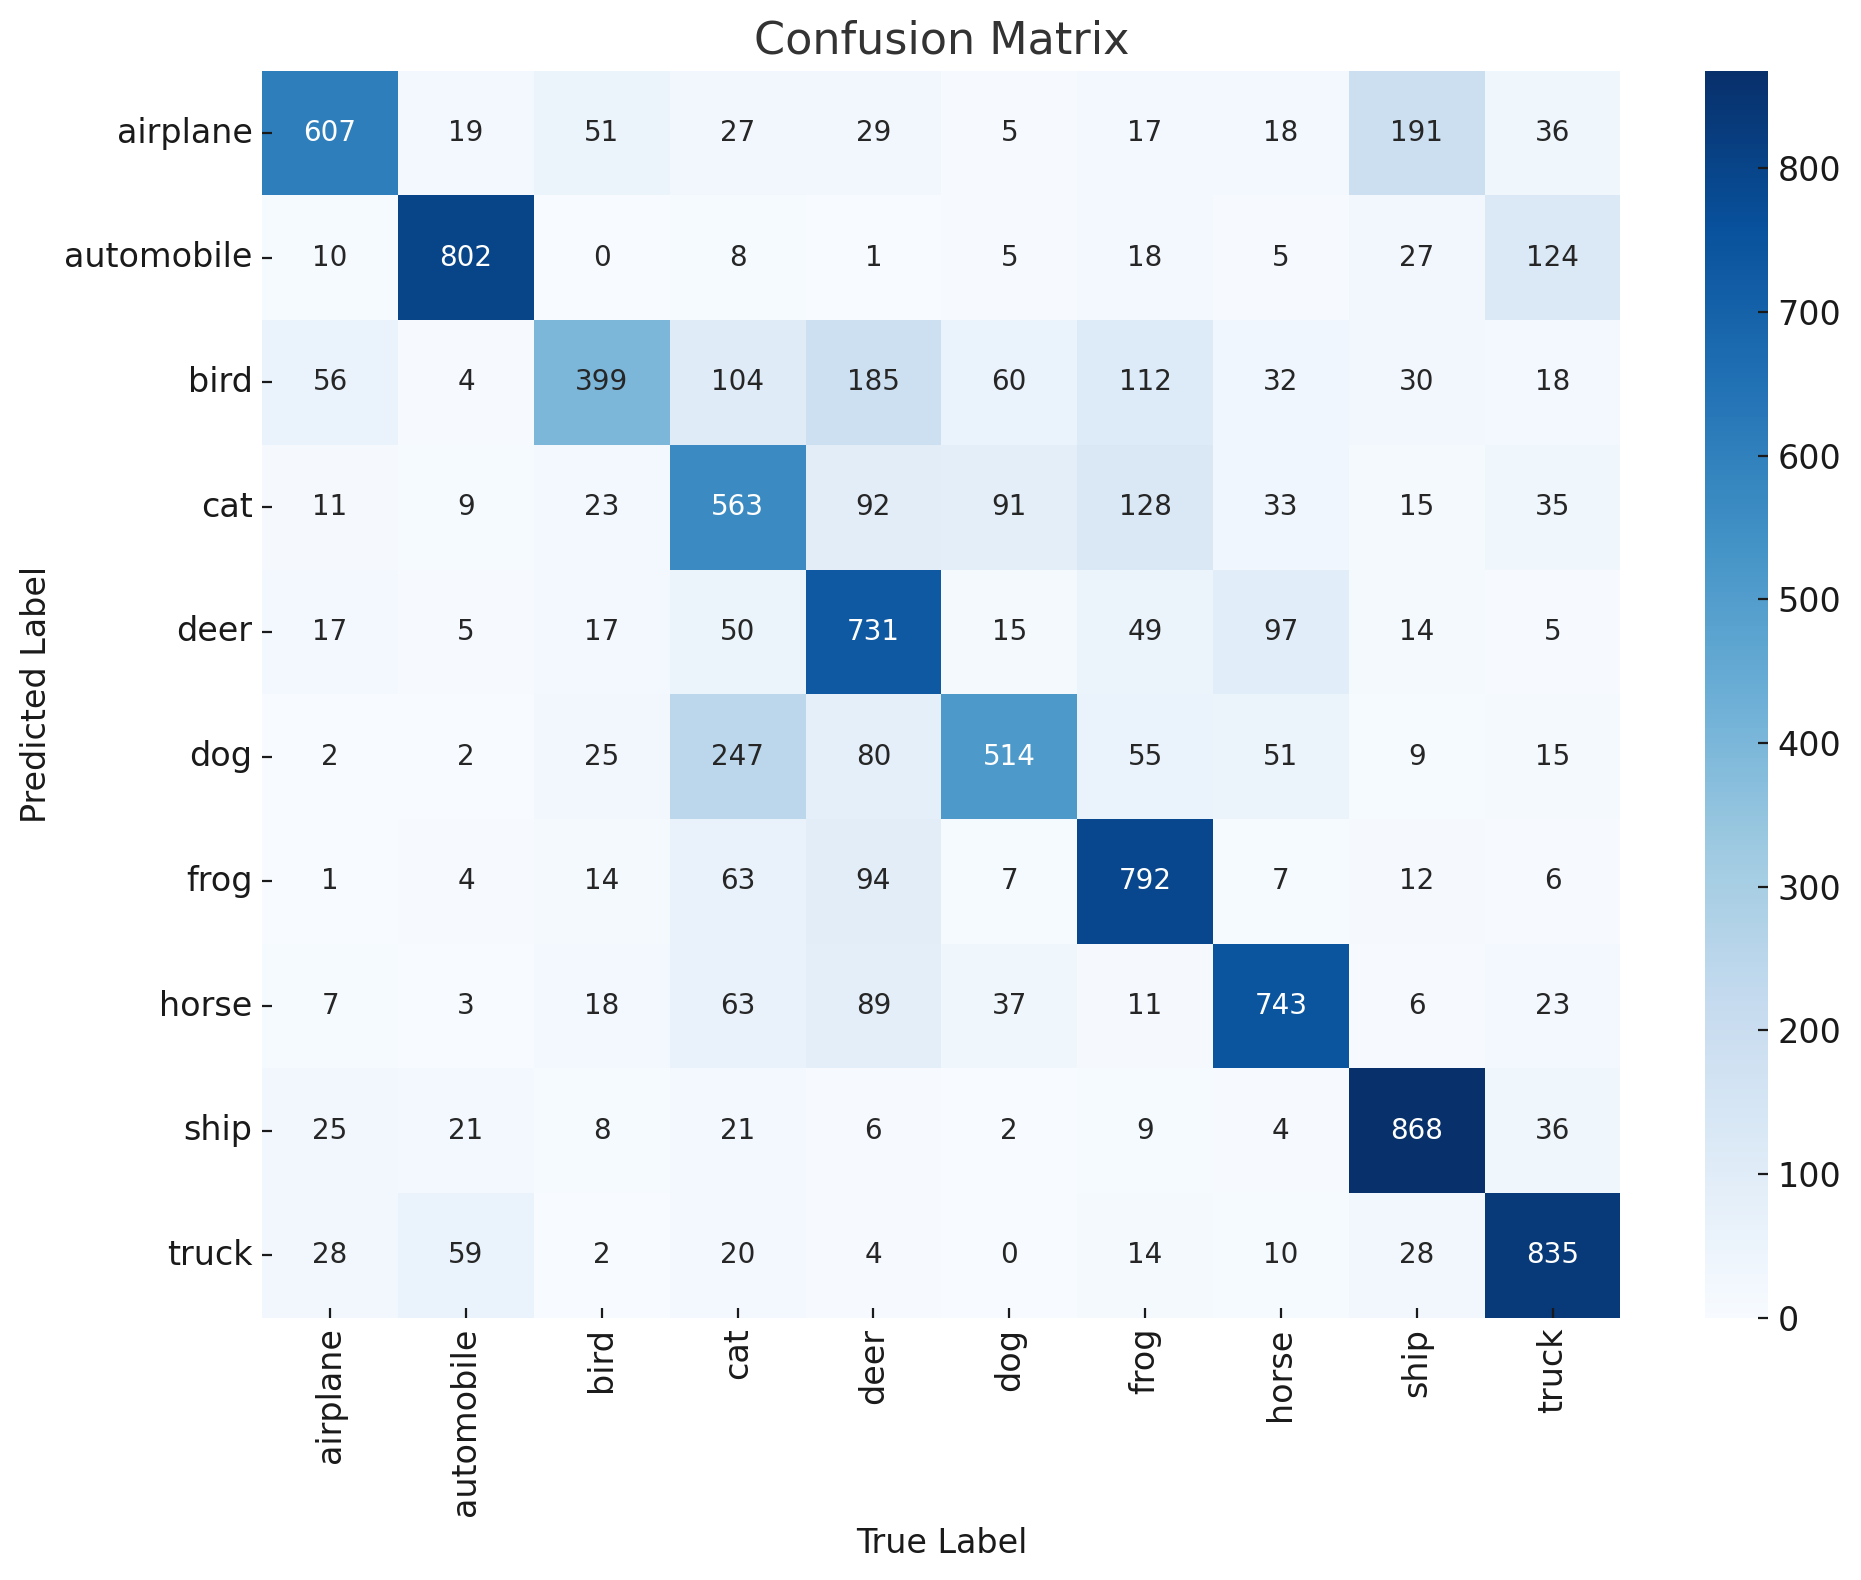 Confusion Matrix
airplane 607 19 51 27 29 5 17 18 191 36
automobile 10 802 0 8 1 5 18 5 27 124
bird 56 4 399 104 185 60 112 32 30 18
cat 11 9 23 563 92 91 128 33 15 35
deer 17 5 17 50 731 15 49 97 14 5
dog 2 2 25 247 80 514 55 51 9 15
frog 1 4 14 63 94 7 792 7 12 6
horse 7 3 18 63 89 37 11 743 6 23
ship 25 21 8 21 6 2 9 4 868 36
truck 28 59 2 20 4 0 14 10 28 835
airplane automobile bird cat deer dog frog horse ship truck
Predicted Label
True Label
800
700
600
500
400
300
200
100
0